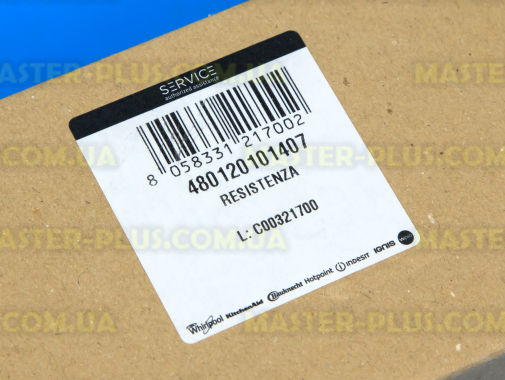 SERVICE
authorized assistance
8 058331 217002
480120101407
RESISTENZA
L: C00321700
Whirlpool KitchenAid Bauknecht Hotpoint INDESIT IGNIS
MASTER-PLUS.COM.UA